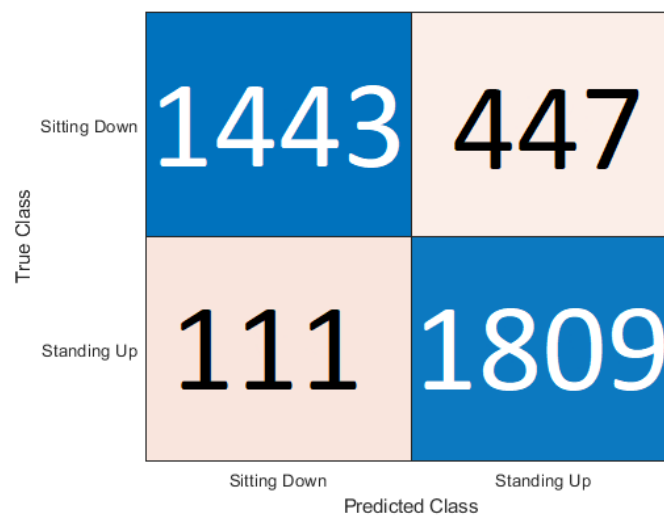 True Class
Sitting Down
1443
447
Standing Up
111
1809
Sitting Down
Standing Up
Predicted Class